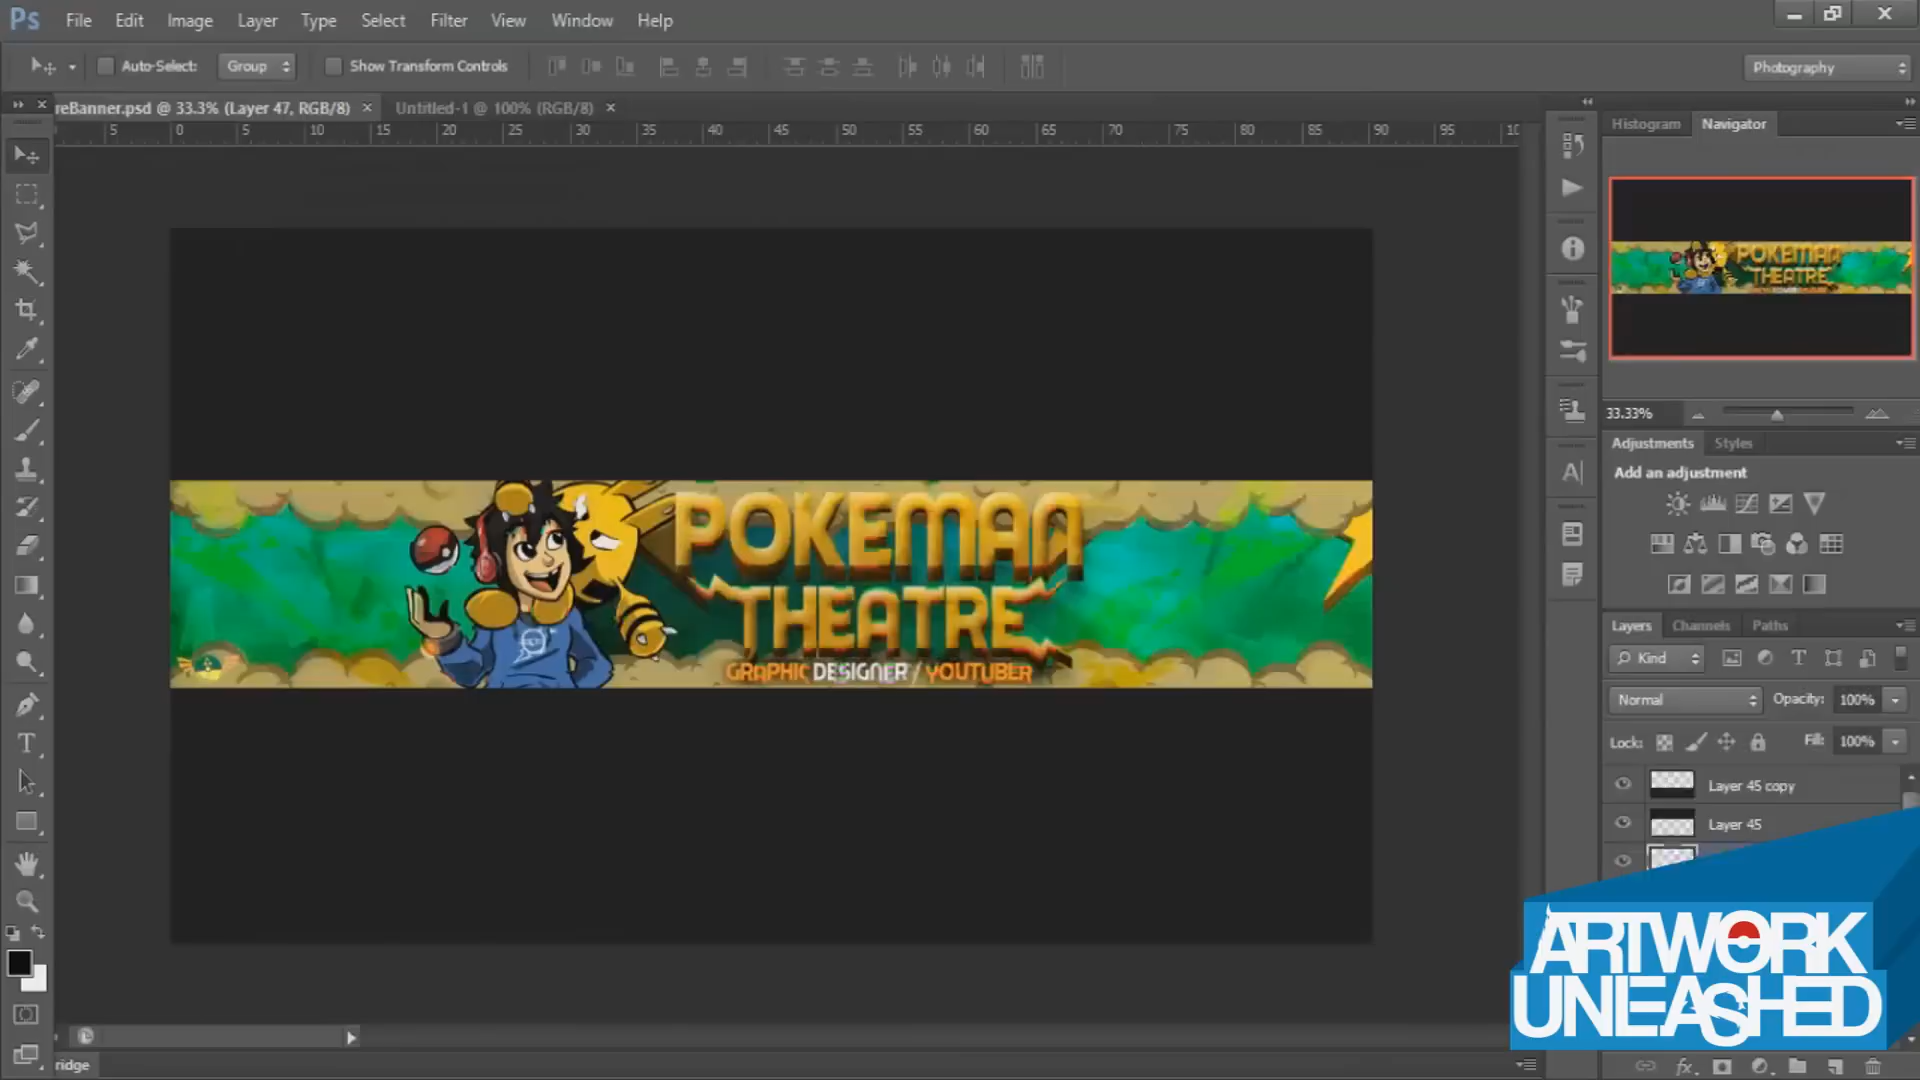 Ps File Edit Image Layer Type Select Filter View Window Help
Auto-Select: Group Show Transform Controls Photography
reBanner.psd @ 33.3% (Layer 47, RGB/8) × Untitled-1 @ 100% (RGB/8) ×
5 0 5 10 15 20 25 30 35 40 45 50 55 60 65 70 75 80 85 90 95 10
Histogram Navigator
33.33%
Adjustments Styles
Add an adjustment
Layers Channels Paths
Kind
Normal Opacity: 100%
Lock: Fill: 100%
Layer 45 copy
Layer 45
POKEMAN
THEATRE
GRAPHIC DESIGNER / YOUTUBER
ARTWORK
UNLEASHED
ridge